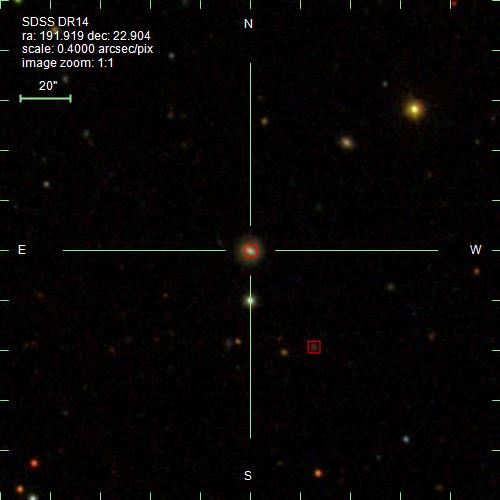 SDSS DR14
ra: 191.919 dec: 22.904
scale: 0.4000 arcsec/pix
image zoom: 1:1
20"
N
E
W
S